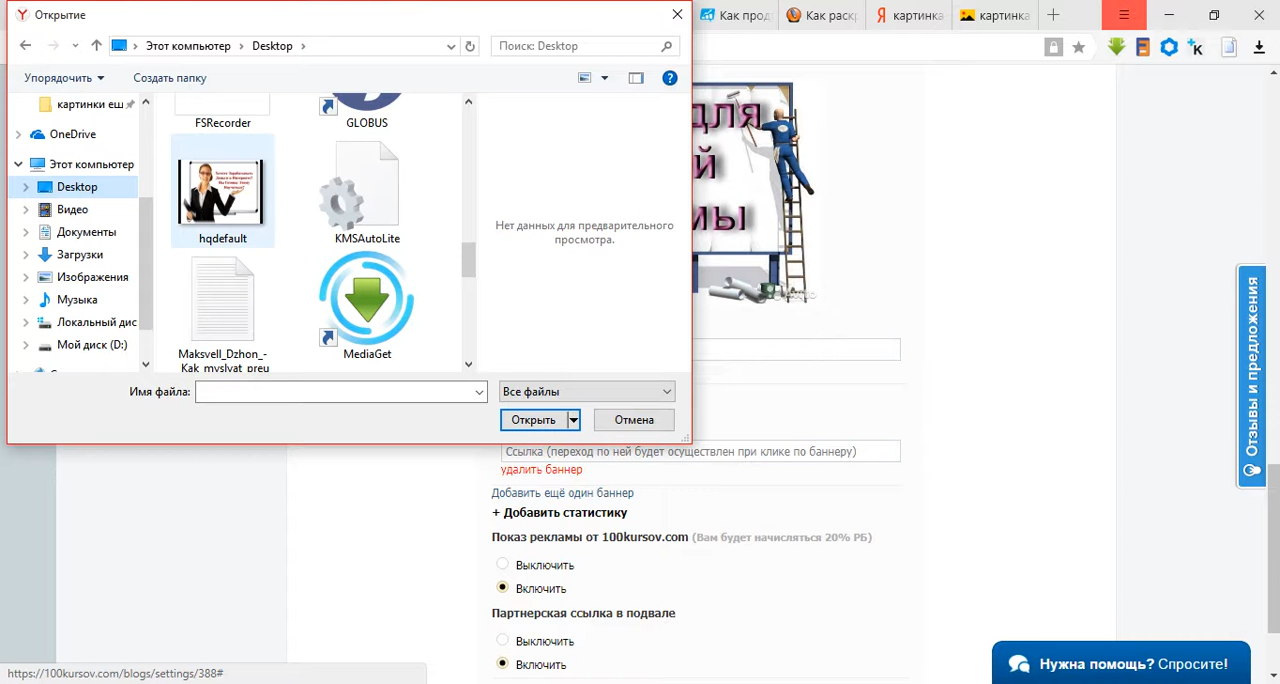 Открытие
Как прод
Как раск
картинка
картинка
Этот компьютер
Desktop
Поиск: Desktop
Упорядочить
Создать папку
картинки ещ
OneDrive
Этот компьютер
Desktop
Видео
Документы
Загрузки
Изображения
Музыка
Локальный дис
Мой диск (D:)
FSRecorder
GLOBUS
hqdefault
KMSAutoLite
Maksvell_Dzhon_-
Kak_myslyat_preu
MediaGet
Нет данных для предварительного
просмотра.
Имя файла:
Все файлы
Открыть
Отмена
для
й
мы
Ссылка (переход по ней будет осуществлен при клике по баннеру)
удалить баннер
Добавить ещё один баннер
+ Добавить статистику
Показ рекламы от 100kursov.com (Вам будет начисляться 20% РБ)
Выключить
Включить
Партнерская ссылка в подвале
Выключить
Включить
Отзывы и предложения
Нужна помощь? Спросите!
https://100kursov.com/blogs/settings/388#